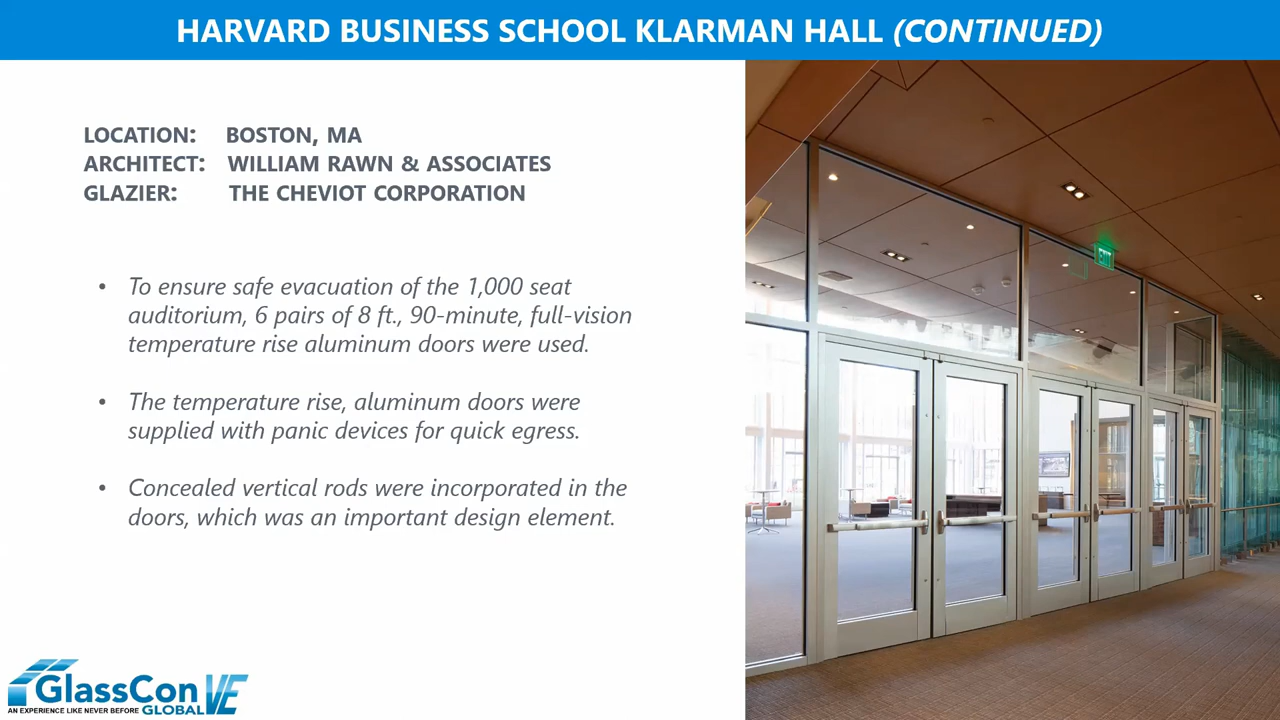 HARVARD BUSINESS SCHOOL KLARMAN HALL (CONTINUED)
LOCATION: BOSTON, MA
ARCHITECT: WILLIAM RAWN & ASSOCIATES
GLAZIER: THE CHEVIOT CORPORATION
• To ensure safe evacuation of the 1,000 seat
auditorium, 6 pairs of 8 ft., 90-minute, full-vision
temperature rise aluminum doors were used.
• The temperature rise, aluminum doors were
supplied with panic devices for quick egress.
• Concealed vertical rods were incorporated in the
doors, which was an important design element.
EXIT
GlassCon VE
AN EXPERIENCE LIKE NEVER BEFORE GLOBAL